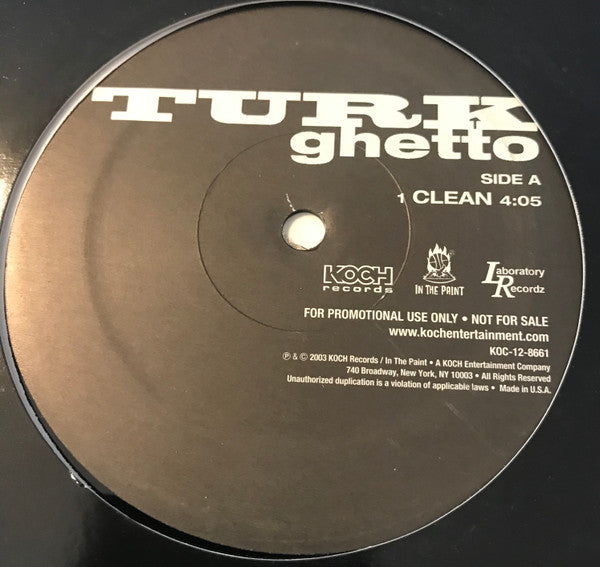 TURK
ghetto
SIDE A
1 CLEAN 4:05
KOCH
records
IN THE PAINT
Laboratory
Recordz
FOR PROMOTIONAL USE ONLY • NOT FOR SALE
www.kochentertainment.com
KOC-12-8661
℗ & © 2003 KOCH Records / In The Paint • A KOCH Entertainment Company
740 Broadway, New York, NY 10003 • All Rights Reserved
Unauthorized duplication is a violation of applicable laws • Made in U.S.A.